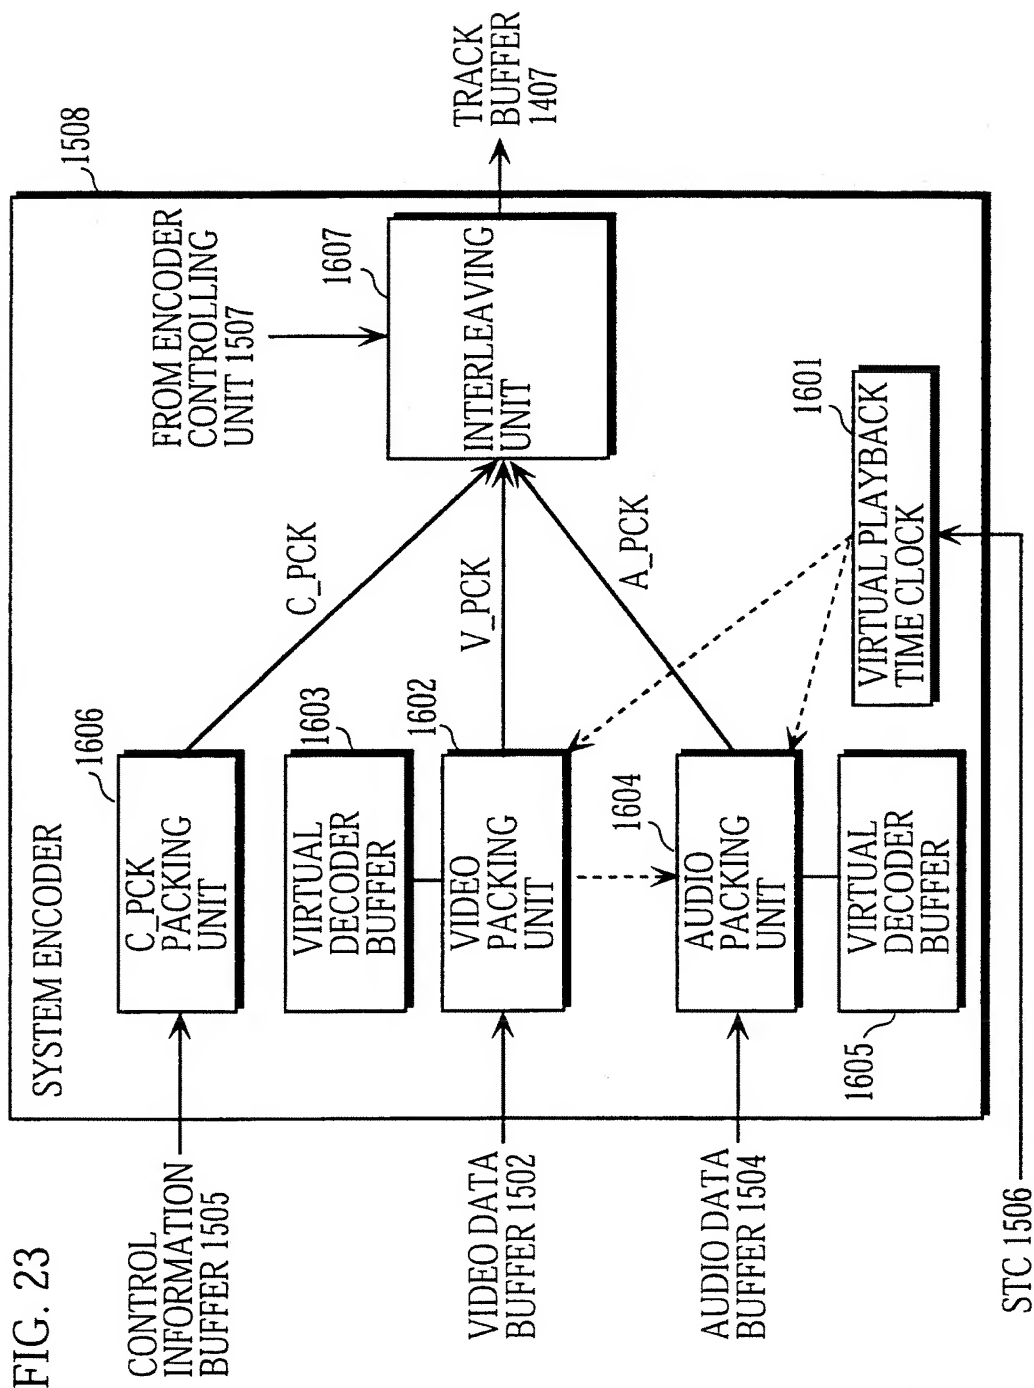 FIG. 23
SYSTEM ENCODER
1508
CONTROL
INFORMATION
BUFFER 1505
1606
C_PCK
PACKING
UNIT
C_PCK
FROM ENCODER
CONTROLLING
UNIT 1507
1603
VIRTUAL
DECODER
BUFFER
VIDEO DATA
BUFFER 1502
1602
VIDEO
PACKING
UNIT
V_PCK
1607
INTERLEAVING
UNIT
TRACK
BUFFER
1407
AUDIO DATA
BUFFER 1504
1604
AUDIO
PACKING
UNIT
A_PCK
1605
VIRTUAL
DECODER
BUFFER
1601
VIRTUAL PLAYBACK
TIME CLOCK
STC 1506